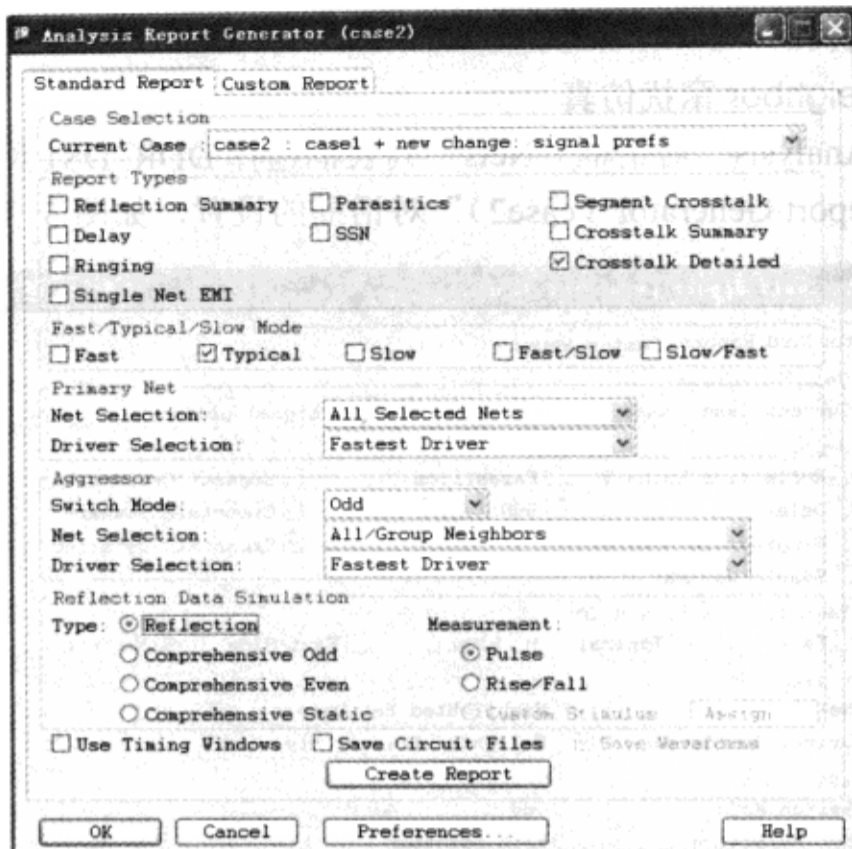 Analysis Report Generator (case2)
Standard Report Custom Report
Case Selection
Current Case : case2 : case1 + new change: signal prefs
Report Types
Reflection Summary Parasitics Segment Crosstalk
Delay SSN Crosstalk Summary
Ringing Crosstalk Detailed
Single Net EMI
Fast/Typical/Slow Mode
Fast Typical Slow Fast/Slow Slow/Fast
Primary Net
Net Selection: All Selected Nets
Driver Selection: Fastest Driver
Aggressor
Switch Mode: Odd
Net Selection: All/Group Neighbors
Driver Selection: Fastest Driver
Reflection Data Simulation
Type: Reflection Measurement:
Comprehensive Odd Pulse
Comprehensive Even Rise/Fall
Comprehensive Static Custom Stimulus Assign
Use Timing Windows Save Circuit Files Save Waveforms
Create Report
OK Cancel Preferences... Help